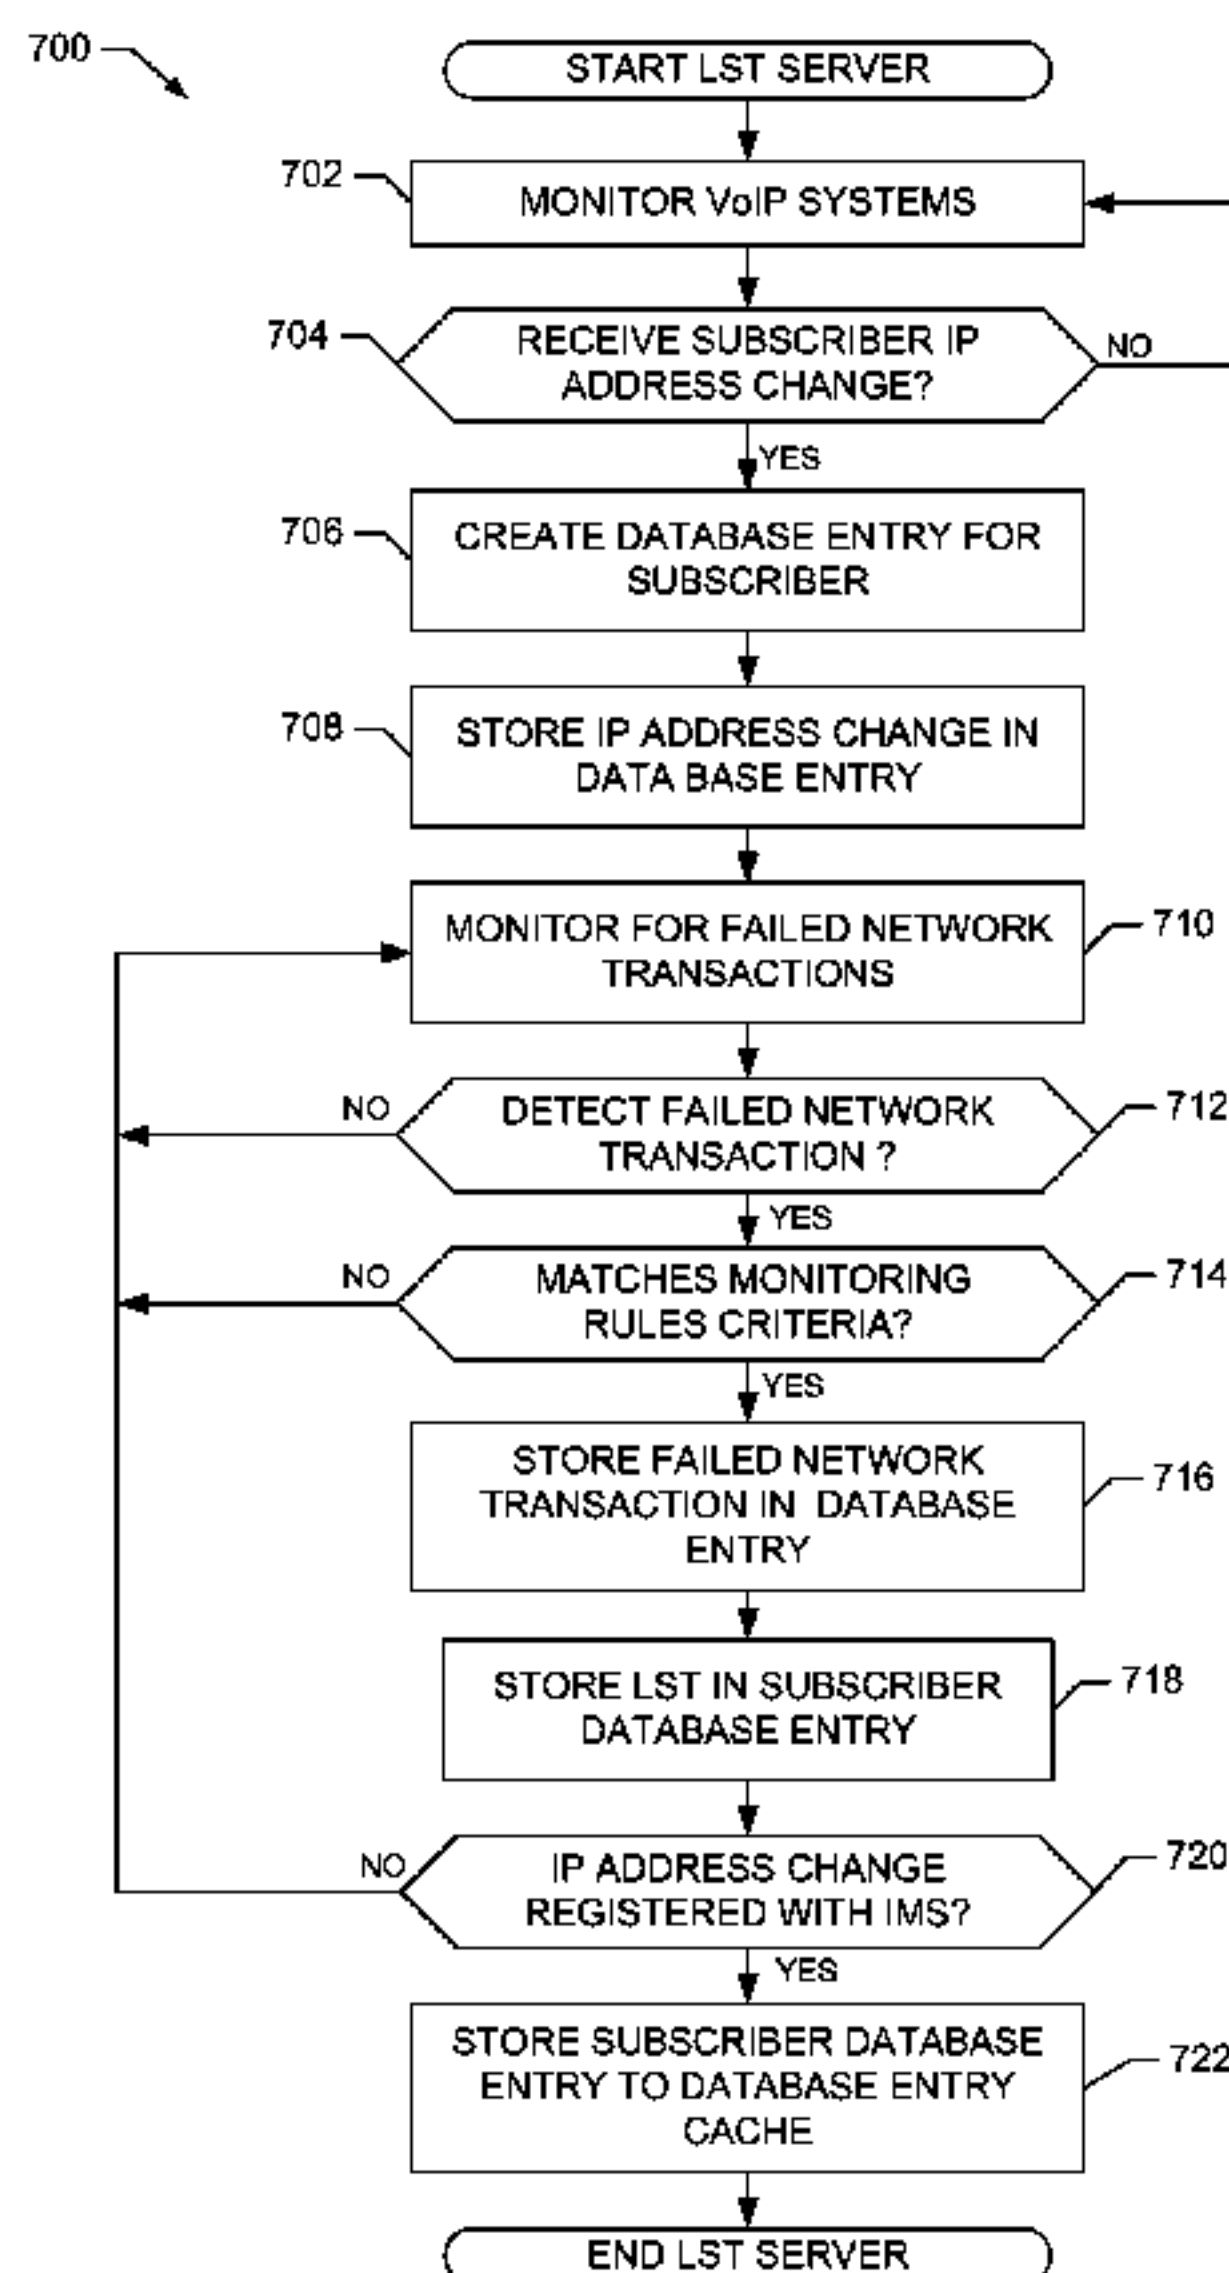 700
START LST SERVER
702
MONITOR VoIP SYSTEMS
704
RECEIVE SUBSCRIBER IP
ADDRESS CHANGE?
NO
YES
706
CREATE DATABASE ENTRY FOR
SUBSCRIBER
708
STORE IP ADDRESS CHANGE IN
DATA BASE ENTRY
MONITOR FOR FAILED NETWORK
TRANSACTIONS
710
NO
DETECT FAILED NETWORK
TRANSACTION ?
712
YES
NO
MATCHES MONITORING
RULES CRITERIA?
714
YES
STORE FAILED NETWORK
TRANSACTION IN DATABASE
ENTRY
716
STORE LST IN SUBSCRIBER
DATABASE ENTRY
718
NO
IP ADDRESS CHANGE
REGISTERED WITH IMS?
720
YES
STORE SUBSCRIBER DATABASE
ENTRY TO DATABASE ENTRY
CACHE
722
END LST SERVER